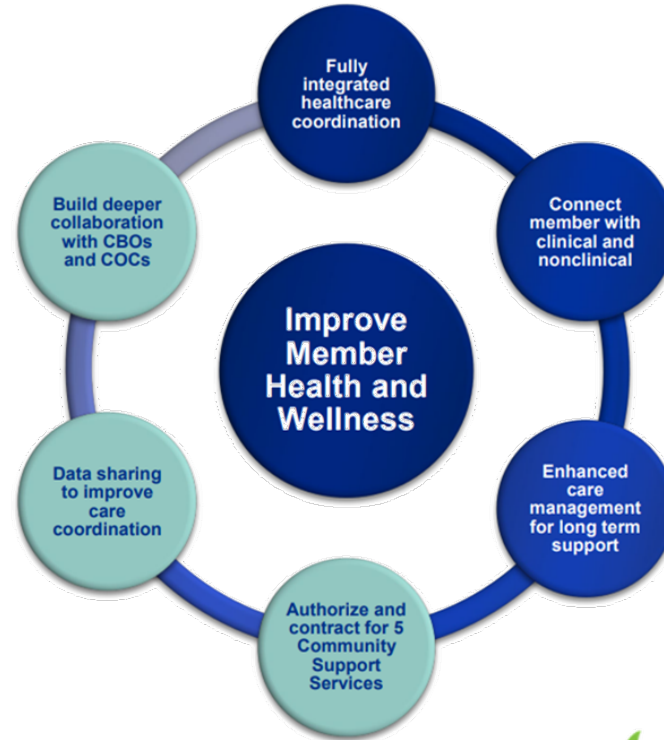 Fully
integrated
healthcare
coordination
Connect
member with
clinical and
nonclinical
Enhanced
care
management
for long term
support
Authorize and
contract for 5
Community
Support
Services
Data sharing
to improve
care
coordination
Build deeper
collaboration
with CBOs
and COCs
Improve
Member
Health and
Wellness